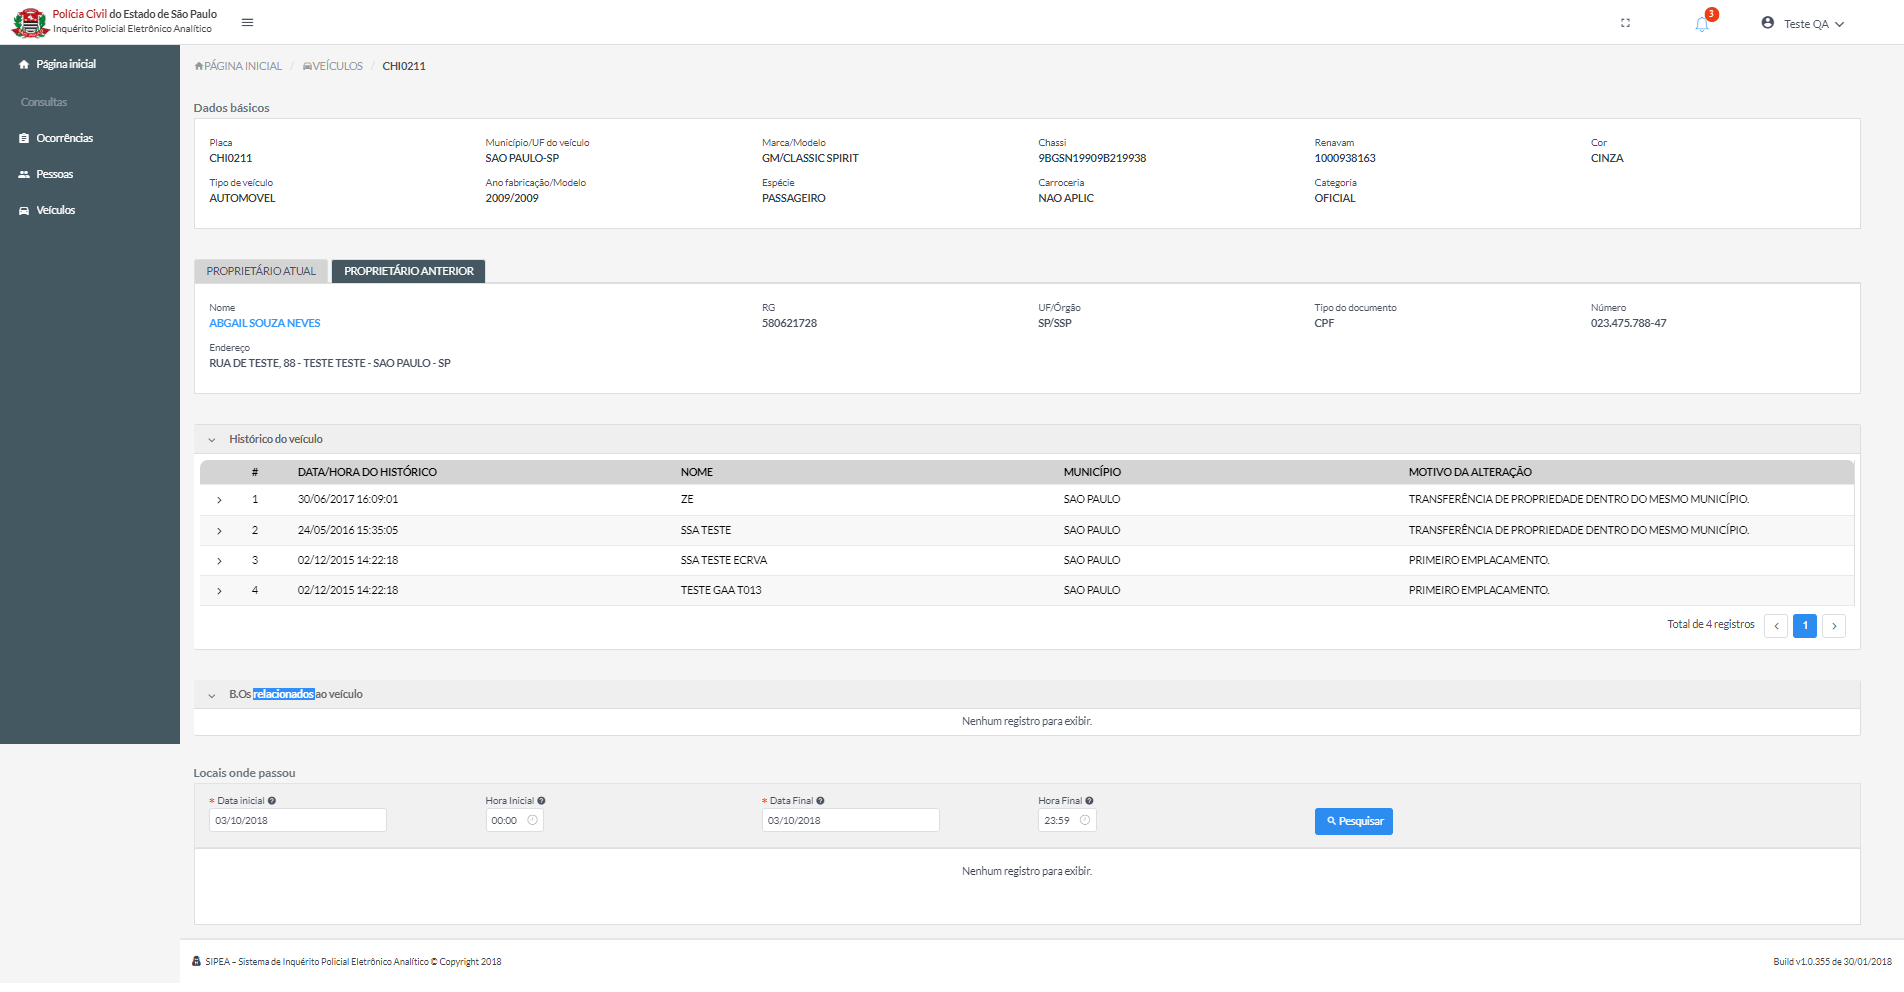 Polícia Civil do Estado de São Paulo
Inquérito Policial Eletrônico Analítico
3
Teste QA
Página inicial
Consultas
Ocorrências
Pessoas
Veículos
PÁGINA INICIAL / VEÍCULOS / CHI0211
Dados básicos
Placa Município/UF do veículo Marca/Modelo Chassi Renavam Cor
CHI0211 SAO PAULO-SP GM/CLASSIC SPIRIT 9BGSN19909B219938 1000938163 CINZA
Tipo de veículo Ano fabricação/Modelo Espécie Carroceria Categoria
AUTOMOVEL 2009/2009 PASSAGEIRO NAO APLIC OFICIAL
PROPRIETÁRIO ATUAL PROPRIETÁRIO ANTERIOR
Nome RG UF/Órgão Tipo do documento Número
ABGAIL SOUZA NEVES 580621728 SP/SSP CPF 023.475.788-47
Endereço
RUA DE TESTE, 88 - TESTE TESTE - SAO PAULO - SP
Histórico do veículo
# DATA/HORA DO HISTÓRICO NOME MUNICÍPIO MOTIVO DA ALTERAÇÃO
1 30/06/2017 16:09:01 ZE SAO PAULO TRANSFERÊNCIA DE PROPRIEDADE DENTRO DO MESMO MUNICÍPIO.
2 24/05/2016 15:35:05 SSA TESTE SAO PAULO TRANSFERÊNCIA DE PROPRIEDADE DENTRO DO MESMO MUNICÍPIO.
3 02/12/2015 14:22:18 SSA TESTE ECRVA SAO PAULO PRIMEIRO EMPLACAMENTO.
4 02/12/2015 14:22:18 TESTE GAA T013 SAO PAULO PRIMEIRO EMPLACAMENTO.
Total de 4 registros < 1 >
B.Os relacionados ao veículo
Nenhum registro para exibir.
Locais onde passou
* Data inicial Hora Inicial * Data Final Hora Final
03/10/2018 00:00 03/10/2018 23:59 Pesquisar
Nenhum registro para exibir.
SIPEA – Sistema de Inquérito Policial Eletrônico Analítico © Copyright 2018
Build v1.0.355 de 30/01/2018